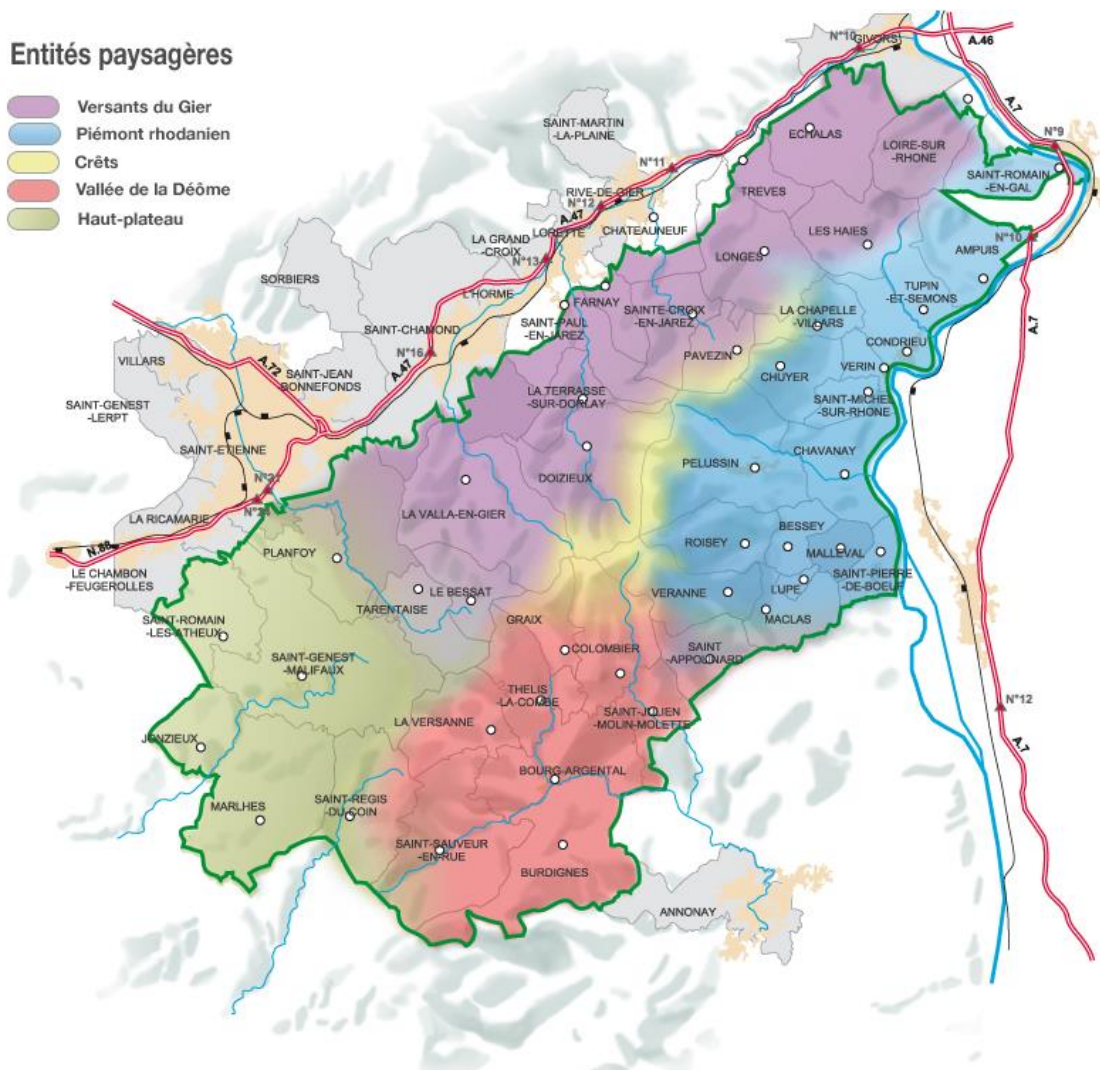 Entités paysagères
Versants du Gier
Piémont rhodanien
Crêts
Vallée de la Déôme
Haut-plateau
N°10
GIVORS
A.46
A.7
N°9
SAINT-MARTIN
-LA-PLAINE
ECHALAS
LOIRE-SUR
-RHONE
N°11
SAINT-ROMAIN
-EN-GAL
RIVE-DE-GIER
N°12
A.47
TREVES
CHATEAUNEUF
LORETTE
LA GRAND
-CROIX
N°13
LES HAIES
N°10
AMPUIS
LONGES
SORBIERS
L'HORME
FARNAY
TUPIN
-ET-SEMONS
SAINT-PAUL
-EN-JAREZ
SAINTE-CROIX
-EN-JAREZ
LA CHAPELLE
-VILLARS
A.7
SAINT-CHAMOND
N°16
A.47
CONDRIEU
PAVEZIN
VILLARS
A.72
SAINT-JEAN
BONNEFONDS
CHUYER
VERIN
SAINT-GENEST
-LERPT
LA TERRASSE
-SUR-DORLAY
SAINT-MICHEL
-SUR-RHONE
SAINT-ETIENNE
PELUSSIN
CHAVANAY
DOIZIEUX
LA VALLA-EN-GIER
LA RICAMARIE
N.88
LE CHAMBON
-FEUGEROLLES
PLANFOY
ROISEY
BESSEY
MALLEVAL
SAINT-PIERRE
-DE-BOEUF
LUPE
VERANNE
MACLAS
TARENTAISE
LE BESSAT
GRAIX
SAINT-ROMAIN
-LES-ATHEUX
COLOMBIER
SAINT
-APPOLINARD
SAINT-GENEST
-MALIFAUX
THELIS
-LA-COMBE
SAINT-JULIEN
-MOLIN-MOLETTE
N°12
LA VERSANNE
JONZIEUX
A.7
BOURG-ARGENTAL
MARLHES
SAINT-REGIS
-DU-COIN
SAINT-SAUVEUR
-EN-RUE
BURDIGNES
ANNONAY